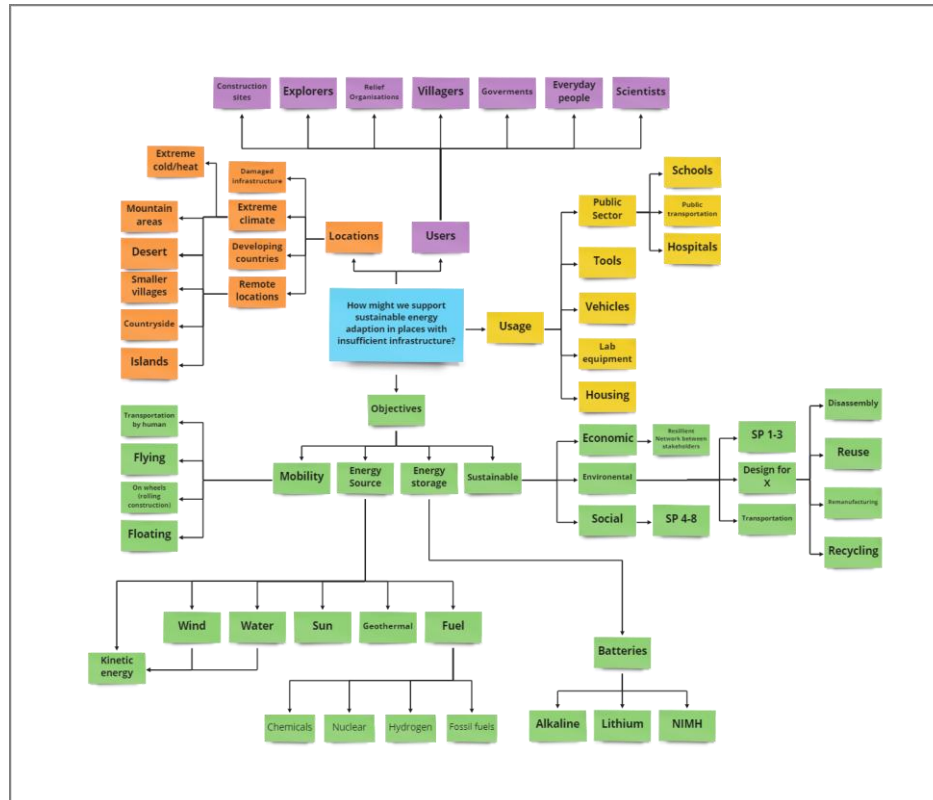 Construction
sites
Explorers
Relief
Organisations
Villagers
Goverments
Everyday
people
Scientists
Extreme
cold/heat
Damaged
infrastructure
Schools
Mountain
areas
Extreme
climate
Public
Sector
Public
transportation
Locations
Users
Desert
Developing
countries
Hospitals
Tools
Smaller
villages
Remote
locations
How might we support
sustainable energy
adaption in places with
insufficient infrastructure?
Usage
Vehicles
Countryside
Islands
Lab
equipment
Housing
Objectives
Transportation
by human
Flying
On wheels
(rolling
construction)
Floating
Mobility
Energy
Source
Energy
storage
Sustainable
Economic
Resilient
Network between
stakeholders
SP 1-3
Disassembly
Reuse
Environental
Design for
X
Remanufacturing
Social
SP 4-8
Transportation
Recycling
Wind
Water
Sun
Geothermal
Fuel
Kinetic
energy
Batteries
Chemicals
Nuclear
Hydrogen
Fossil fuels
Alkaline
Lithium
NIMH